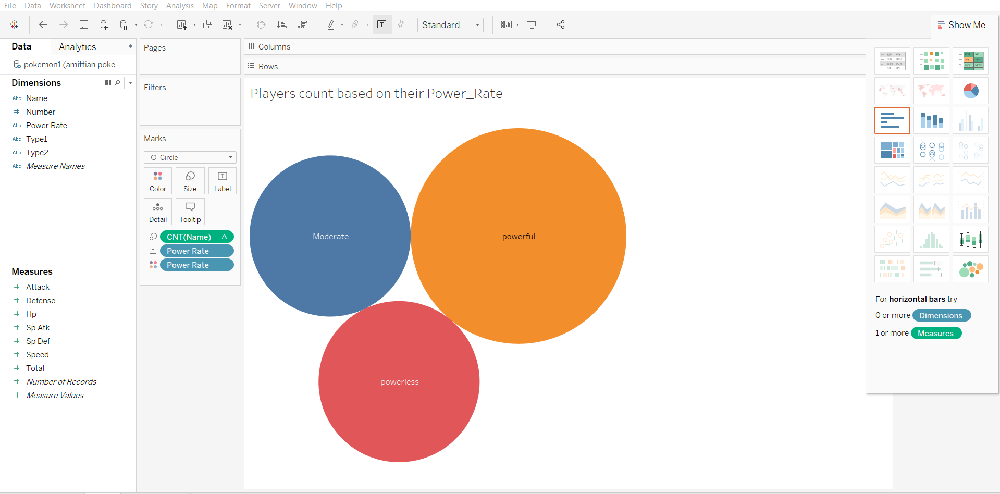 File Data Worksheet Dashboard Story Analysis Map Format Server Window Help
Standard
Show Me
Data Analytics
pokemon1 (amittian.poke...
Dimensions
Abc Name
# Number
Abc Power Rate
Abc Type1
Abc Type2
Abc Measure Names
Measures
# Attack
# Defense
# Hp
# Sp Atk
# Sp Def
# Speed
# Total
=# Number of Records
# Measure Values
Pages
Filters
Marks
Circle
Color Size Label
Detail Tooltip
CNT(Name) Δ
T Power Rate
Power Rate
Columns
Rows
Players count based on their Power_Rate
Moderate
powerful
powerless
For horizontal bars try
0 or more Dimensions
1 or more Measures